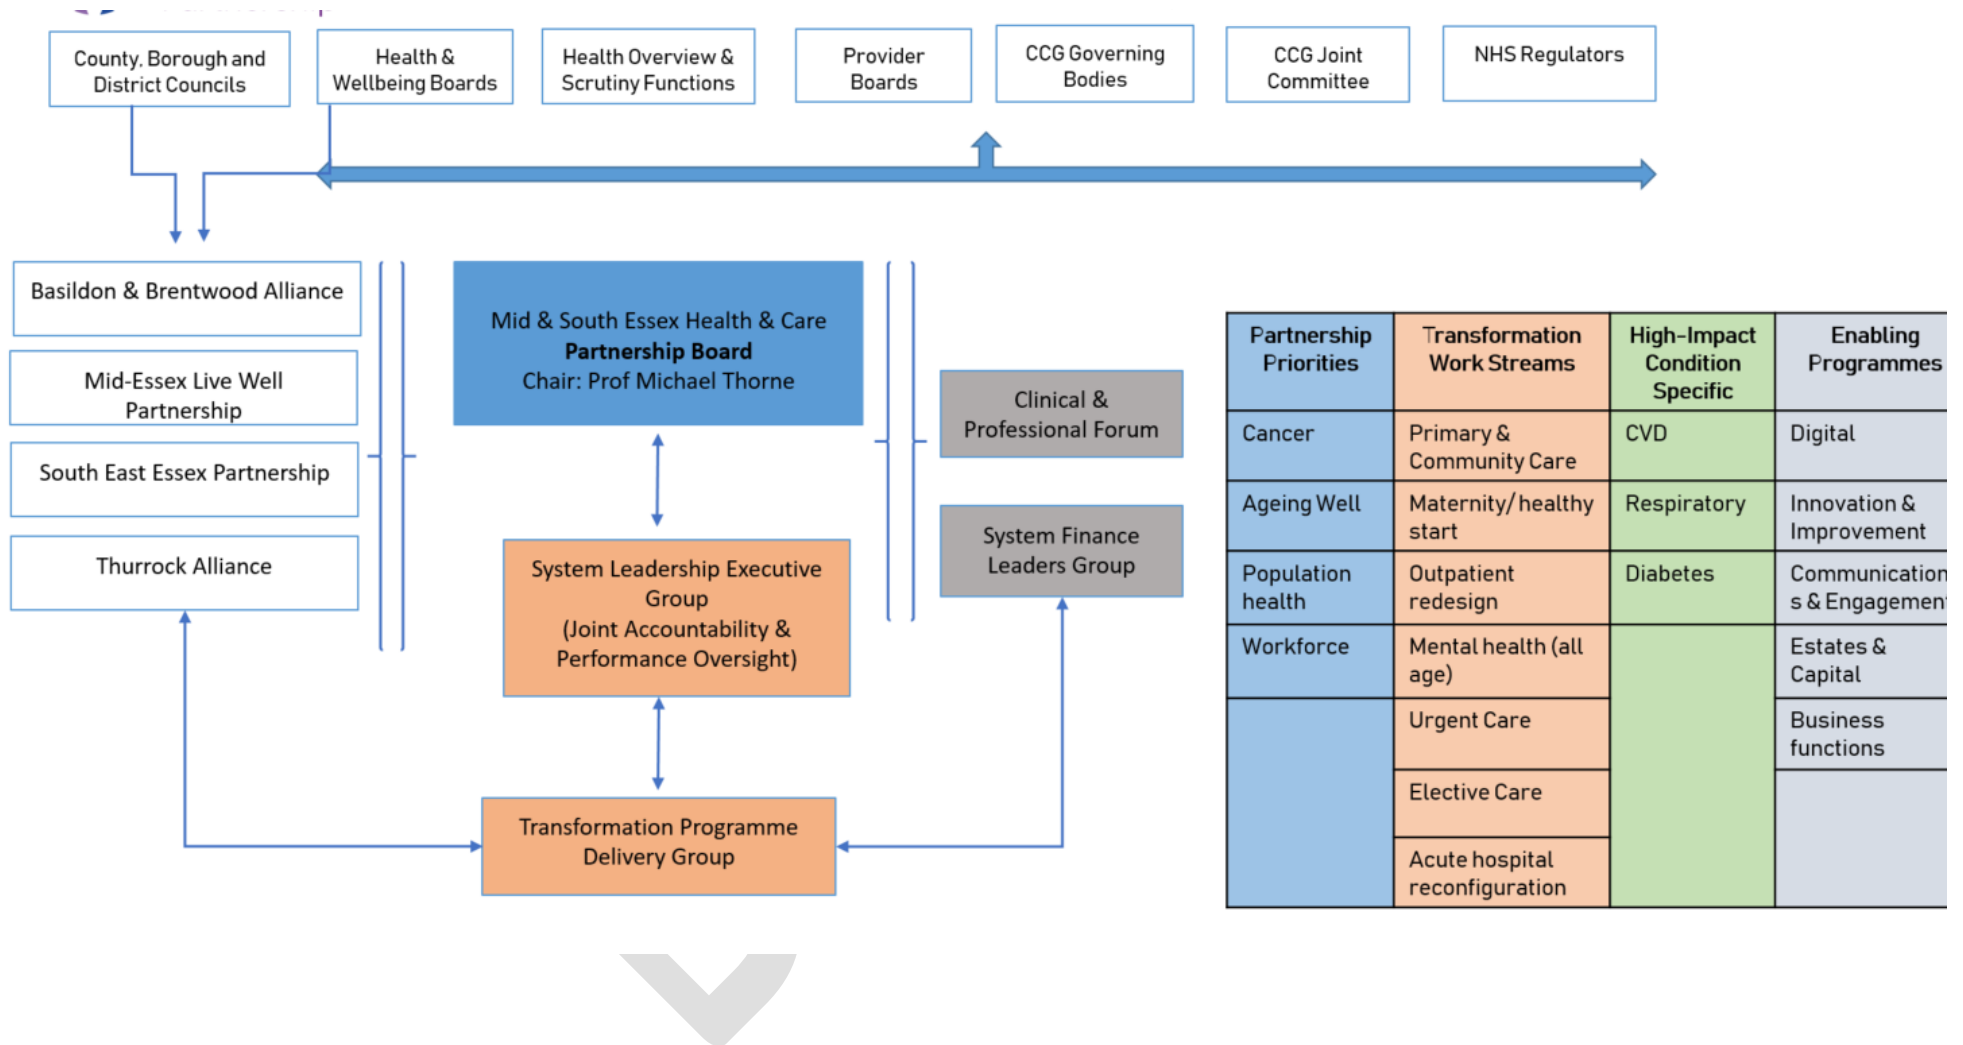 County, Borough and
District Councils
Health &
Wellbeing Boards
Health Overview &
Scrutiny Functions
Provider
Boards
CCG Governing
Bodies
CCG Joint
Committee
NHS Regulators
Basildon & Brentwood Alliance
Mid-Essex Live Well
Partnership
South East Essex Partnership
Thurrock Alliance
Mid & South Essex Health & Care
Partnership Board
Chair: Prof Michael Thorne
System Leadership Executive
Group
(Joint Accountability &
Performance Oversight)
Transformation Programme
Delivery Group
Clinical &
Professional Forum
System Finance
Leaders Group
Partnership
Priorities
Transformation
Work Streams
High-Impact
Condition
Specific
Enabling
Programmes
Cancer
Primary &
Community Care
CVD
Digital
Ageing Well
Maternity/ healthy
start
Respiratory
Innovation &
Improvement
Population
health
Outpatient
redesign
Diabetes
Communication
s & Engagement
Workforce
Mental health (all
age)
Estates &
Capital
Urgent Care
Business
functions
Elective Care
Acute hospital
reconfiguration